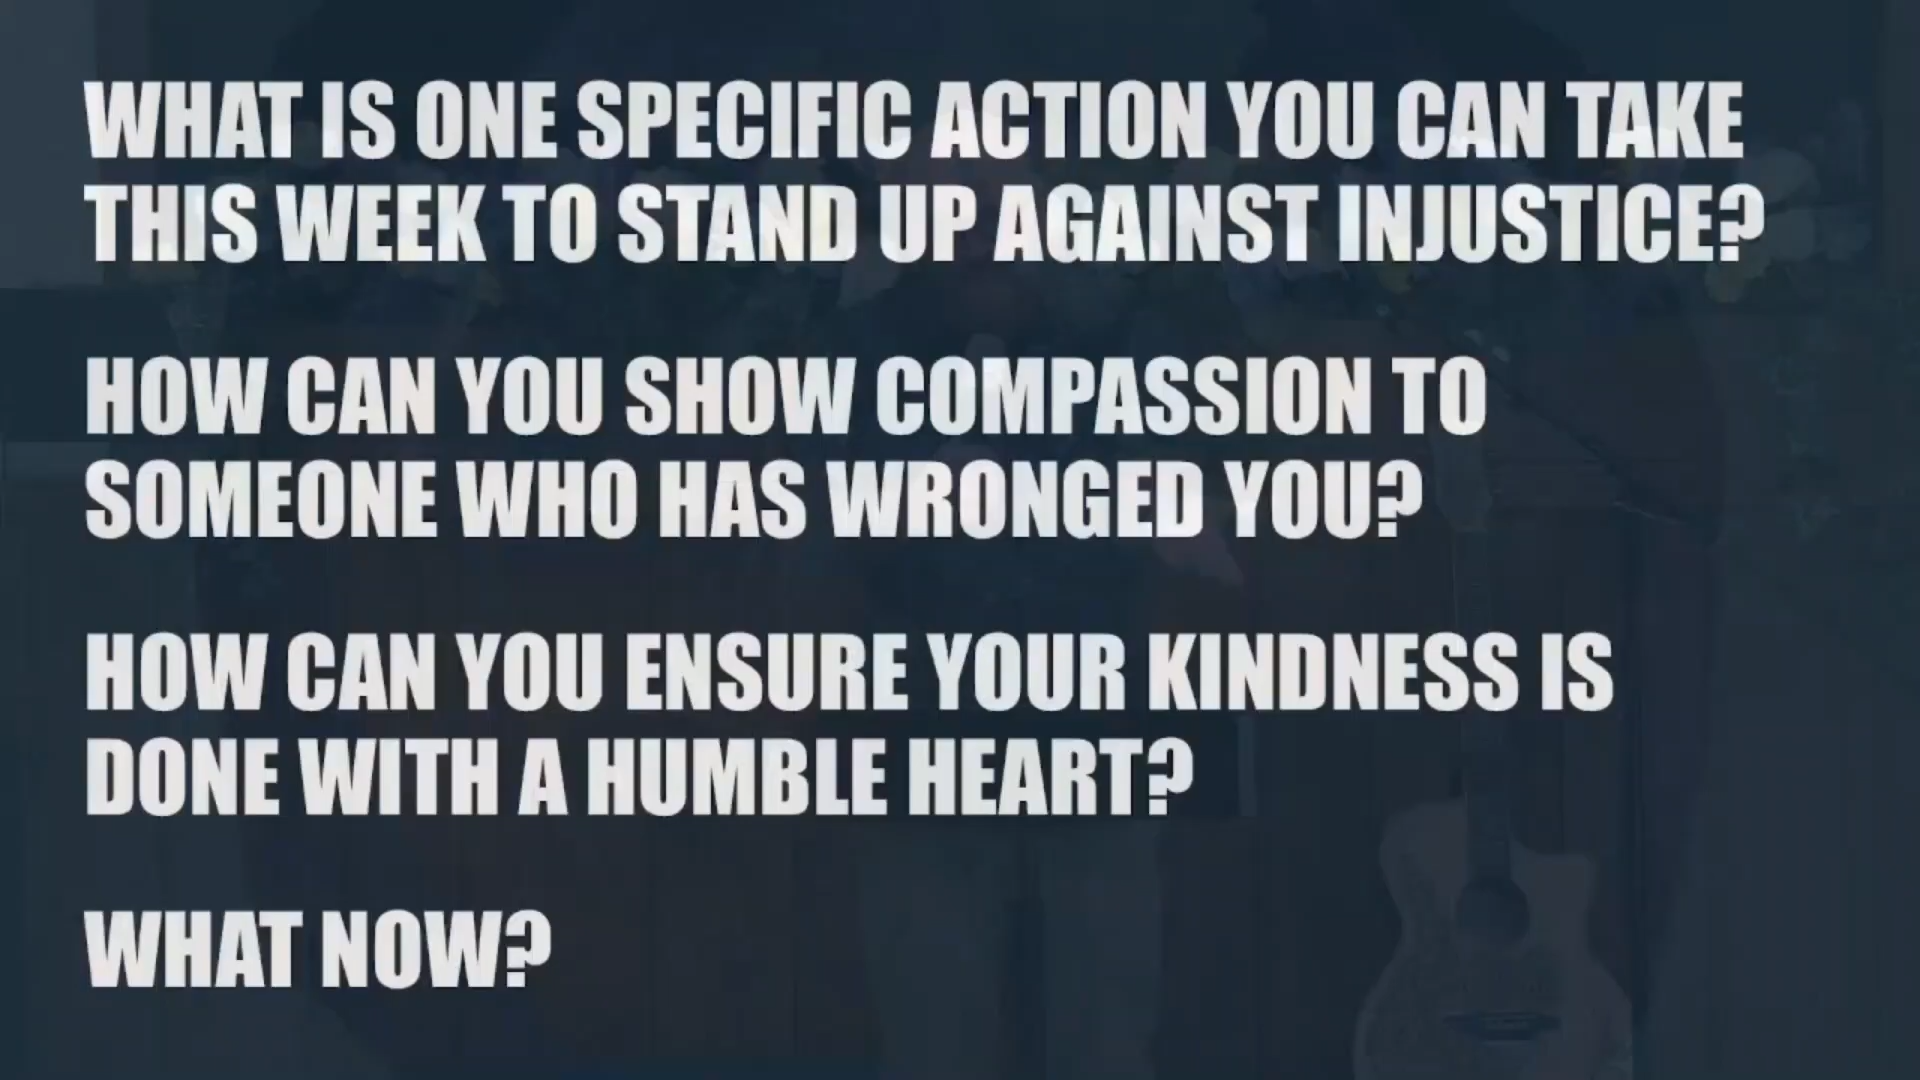 WHAT IS ONE SPECIFIC ACTION YOU CAN TAKE
THIS WEEK TO STAND UP AGAINST INJUSTICE?
HOW CAN YOU SHOW COMPASSION TO
SOMEONE WHO HAS WRONGED YOU?
HOW CAN YOU ENSURE YOUR KINDNESS IS
DONE WITH A HUMBLE HEART?
WHAT NOW?